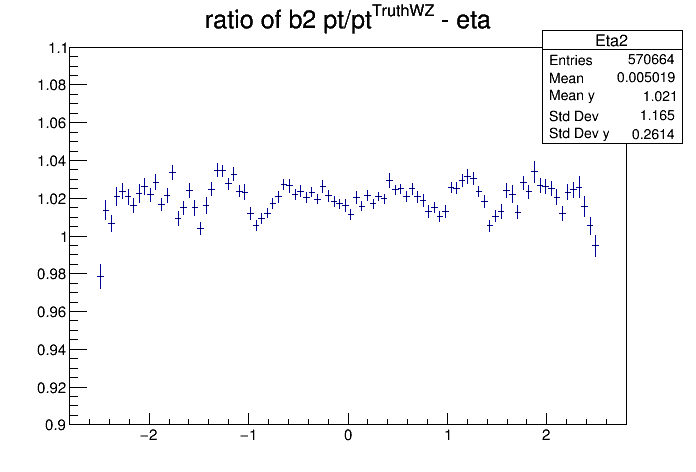 ratio of b2 pt/pt^TruthWZ - eta
Eta2
Entries 570664
Mean 0.005019
Mean y 1.021
Std Dev 1.165
Std Dev y 0.2614
1.1
1.08
1.06
1.04
1.02
1
0.98
0.96
0.94
0.92
0.9
−2 −1 0 1 2